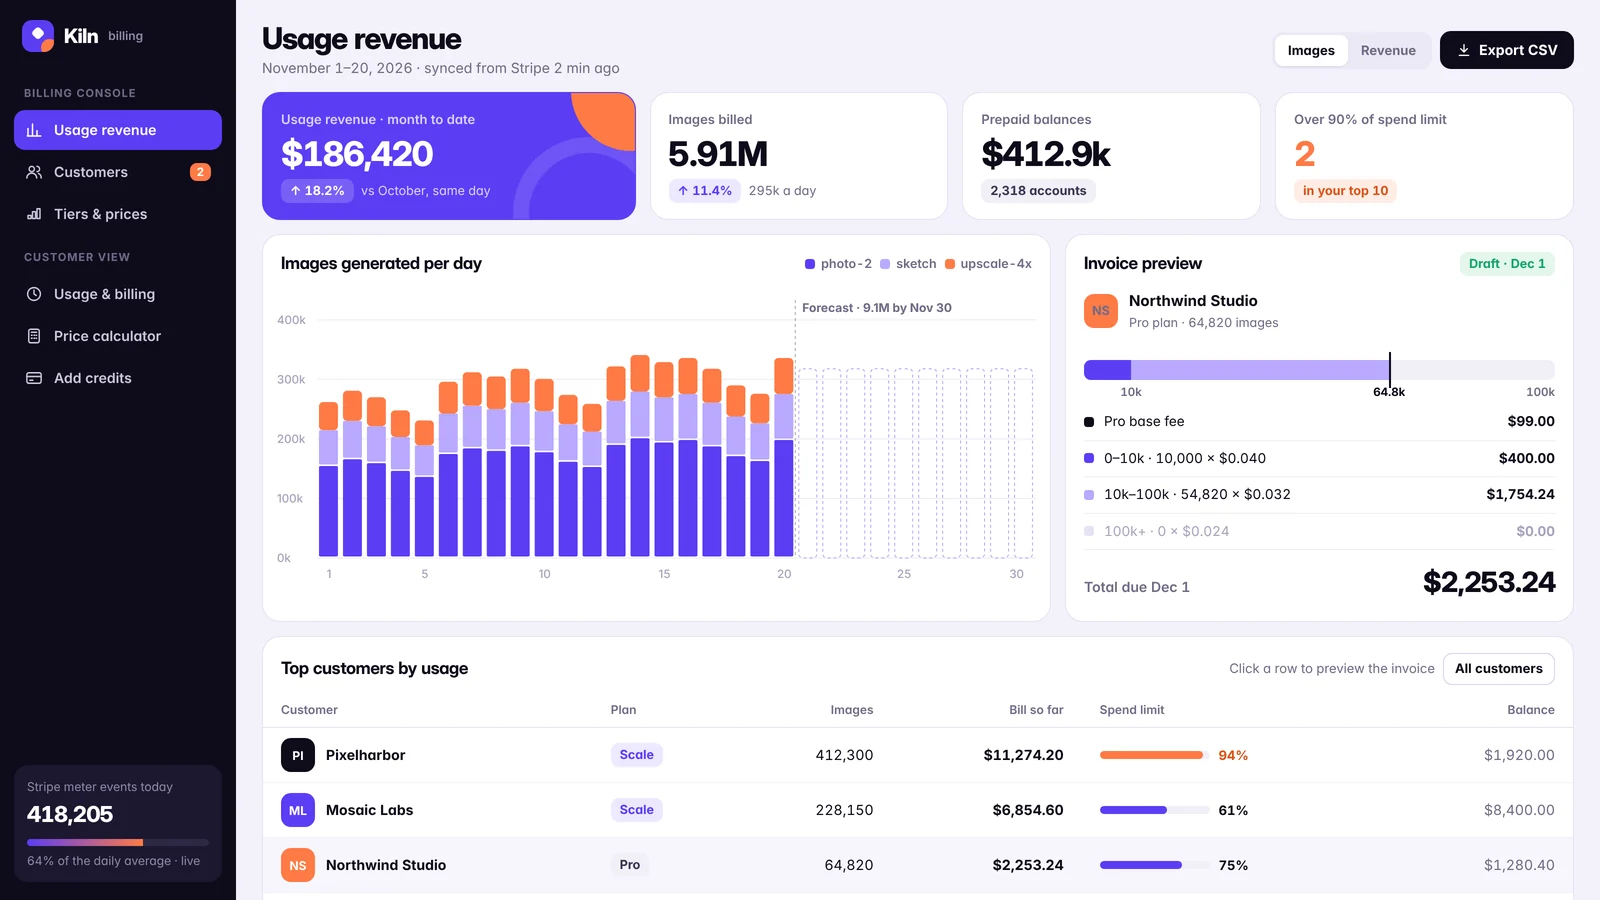 Kiln billing
BILLING CONSOLE
Usage revenue
Customers 2
Tiers & prices
CUSTOMER VIEW
Usage & billing
Price calculator
Add credits
Stripe meter events today
418,205
64% of the daily average · live
Usage revenue
November 1–20, 2026 · synced from Stripe 2 min ago
Images Revenue Export CSV
Usage revenue · month to date
$186,420
↑ 18.2% vs October, same day
Images billed
5.91M
↑ 11.4% 295k a day
Prepaid balances
$412.9k
2,318 accounts
Over 90% of spend limit
2
in your top 10
Images generated per day
photo-2 sketch upscale-4x
Forecast · 9.1M by Nov 30
400k
300k
200k
100k
0k
1 5 10 15 20 25 30
Invoice preview Draft · Dec 1
NS Northwind Studio
Pro plan · 64,820 images
10k 64.8k 100k
Pro base fee $99.00
0–10k · 10,000 × $0.040 $400.00
10k–100k · 54,820 × $0.032 $1,754.24
100k+ · 0 × $0.024 $0.00
Total due Dec 1 $2,253.24
Top customers by usage Click a row to preview the invoice All customers
Customer Plan Images Bill so far Spend limit Balance
PI Pixelharbor Scale 412,300 $11,274.20 94% $1,920.00
ML Mosaic Labs Scale 228,150 $6,854.60 61% $8,400.00
NS Northwind Studio Pro 64,820 $2,253.24 75% $1,280.40